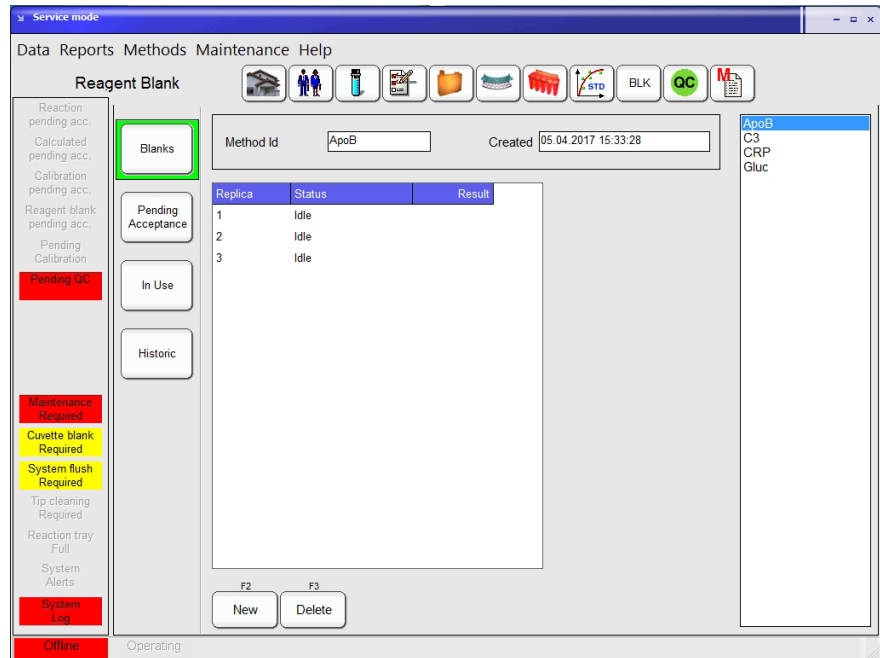 Service mode
Data Reports Methods Maintenance Help
Reagent Blank
STD
BLK
QC
M
Reaction
pending acc.
Calculated
pending acc.
Calibration
pending acc.
Reagent blank
pending acc.
Pending
Calibration
Pending QC
Maintenance
Required
Cuvette blank
Required
System flush
Required
Tip cleaning
Required
Reaction tray
Full
System
Alerts
System
Log
Blanks
Pending
Acceptance
In Use
Historic
Method Id ApoB Created 05.04.2017 15:33:28
Replica Status Result
1 Idle
2 Idle
3 Idle
F2 F3
New Delete
ApoB
C3
CRP
Gluc
Offline Operating